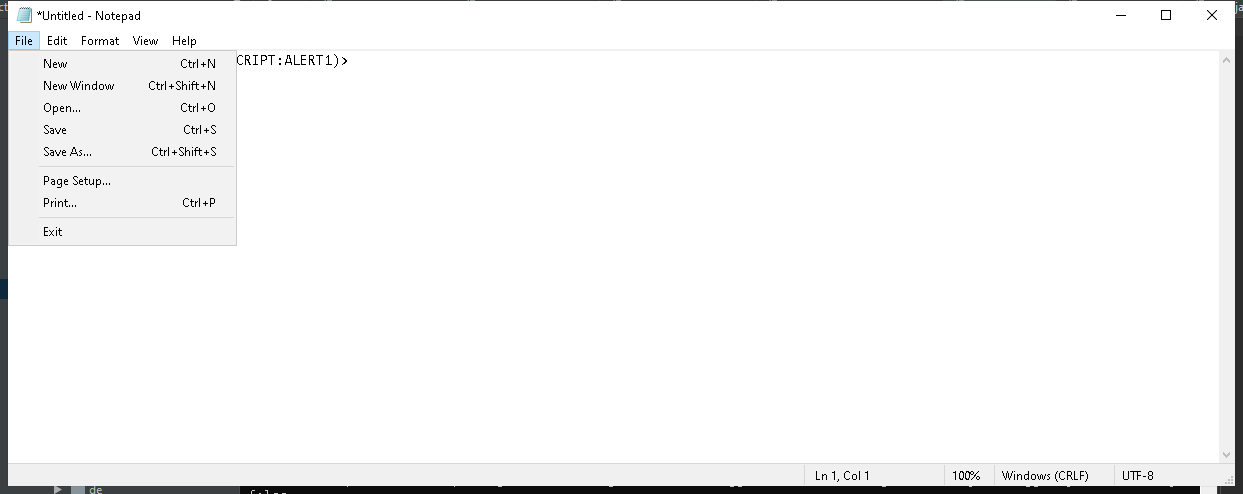 *Untitled - Notepad
File Edit Format View Help
CRIPT:ALERT1)>
New Ctrl+N
New Window Ctrl+Shift+N
Open... Ctrl+O
Save Ctrl+S
Save As... Ctrl+Shift+S
Page Setup...
Print... Ctrl+P
Exit
Ln 1, Col 1 100% Windows (CRLF) UTF-8
de